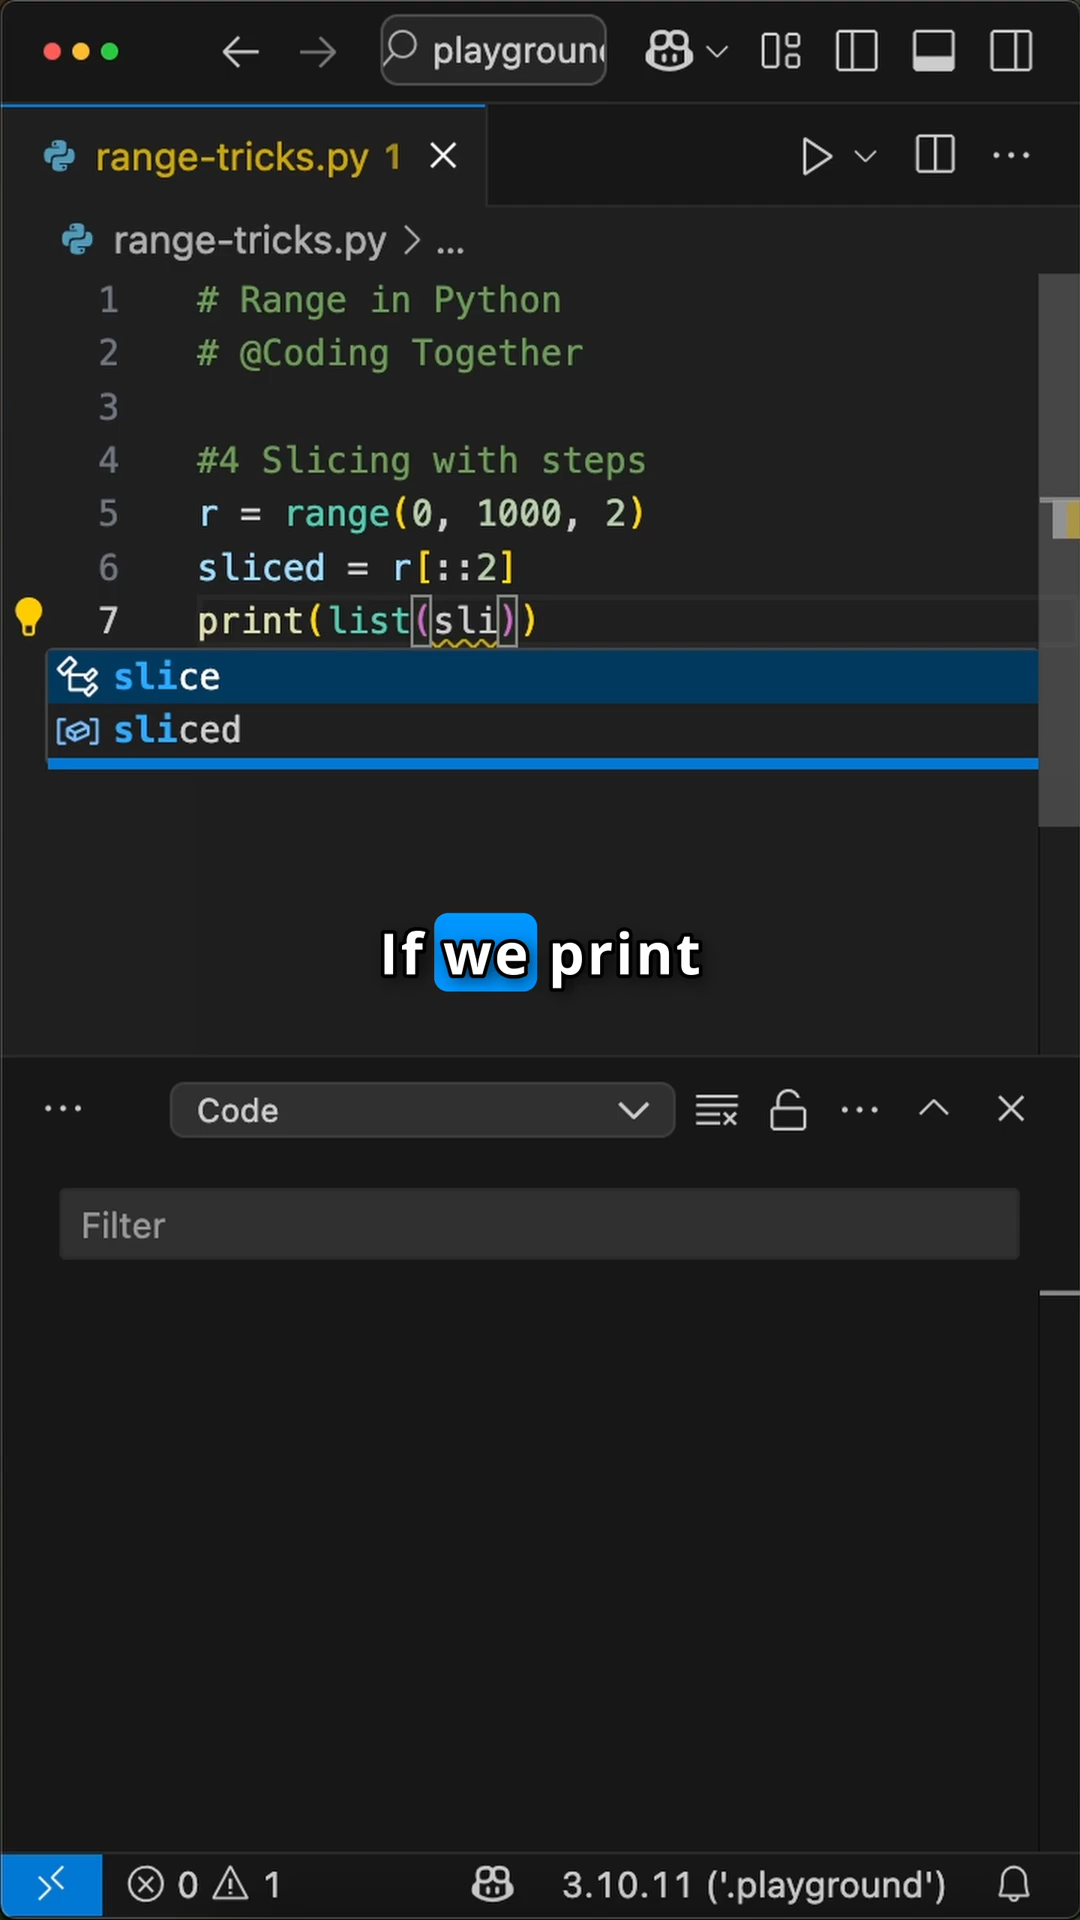 playground
range-tricks.py 1
range-tricks.py > ...
1 # Range in Python
2 # @Coding Together
3
4 #4 Slicing with steps
5 r = range(0, 1000, 2)
6 sliced = r[::2]
7 print(list(sli))
slice
sliced
If we print
Code
Filter
0 1 3.10.11 ('.playground')